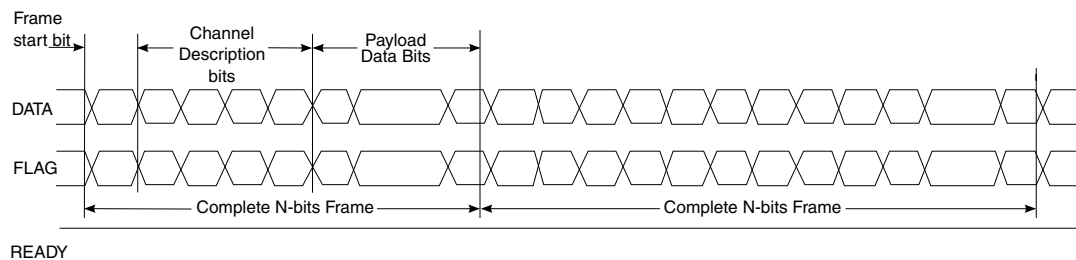 Frame
start bit
Channel
Description
bits
Payload
Data Bits
DATA
FLAG
Complete N-bits Frame
Complete N-bits Frame
READY